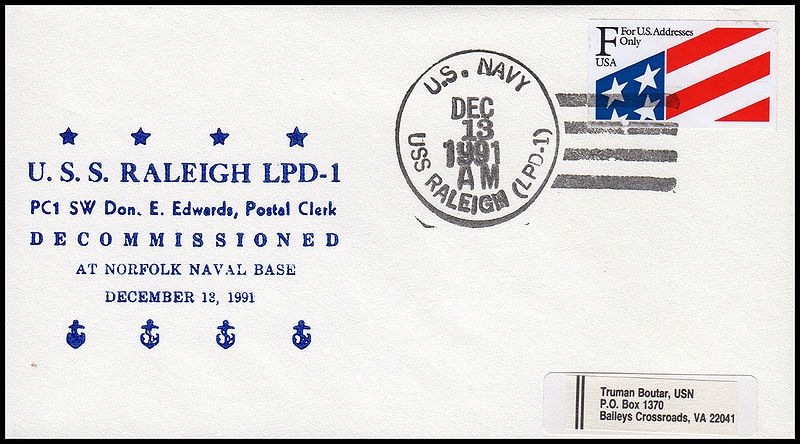 U. S. S. RALEIGH LPD-1
PC1 SW Don. E. Edwards, Postal Clerk
DECOMMISSIONED
AT NORFOLK NAVAL BASE
DECEMBER 13, 1991
U.S. NAVY
DEC
13
1991
AM
USS RALEIGH (LPD-1)
F For U.S. Addresses
Only
USA
Truman Boutar, USN
P.O. Box 1370
Baileys Crossroads, VA 22041